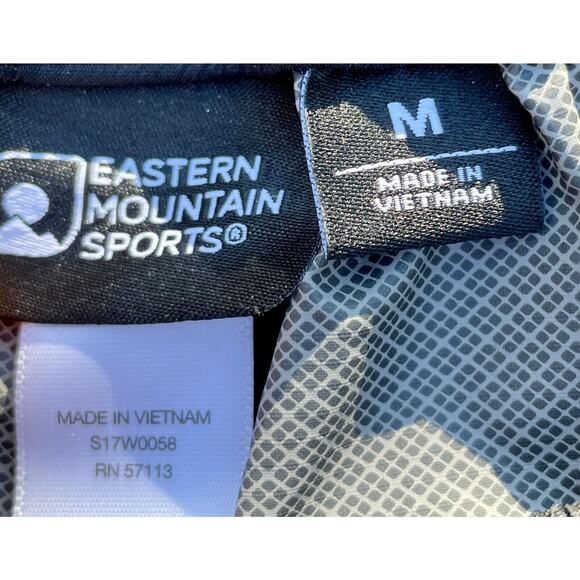 EASTERN
MOUNTAIN
SPORTS®
M
MADE IN
VIETNAM
MADE IN VIETNAM
S17W0058
RN 57113